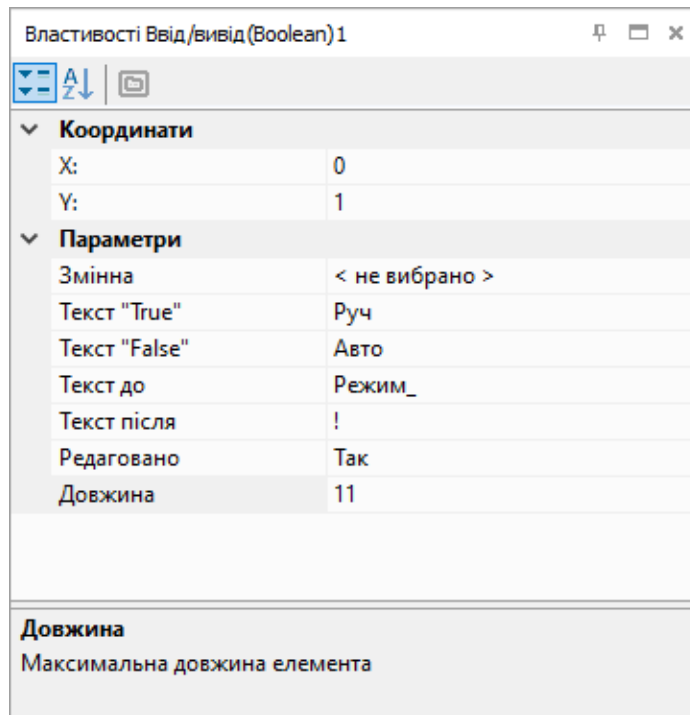 Властивості Ввід/вивід(Boolean)1
Координати
X: 0
Y: 1
Параметри
Змінна < не вибрано >
Текст "True" Руч
Текст "False" Авто
Текст до Режим_
Текст після !
Редаговано Так
Довжина 11
Довжина
Максимальна довжина елемента